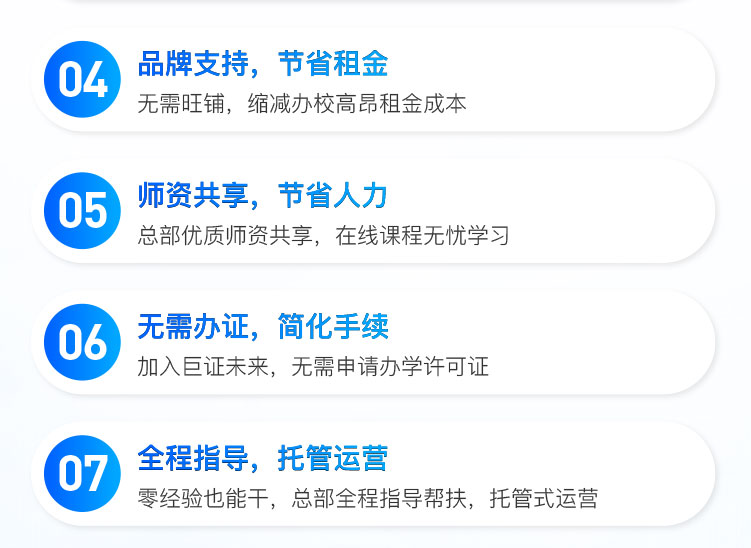 04
品牌支持，节省租金
无需旺铺，缩减办校高昂租金成本
05
师资共享，节省人力
总部优质师资共享，在线课程无忧学习
06
无需办证，简化手续
加入巨证未来，无需申请办学许可证
07
全程指导，托管运营
零经验也能干，总部全程指导帮扶，托管式运营